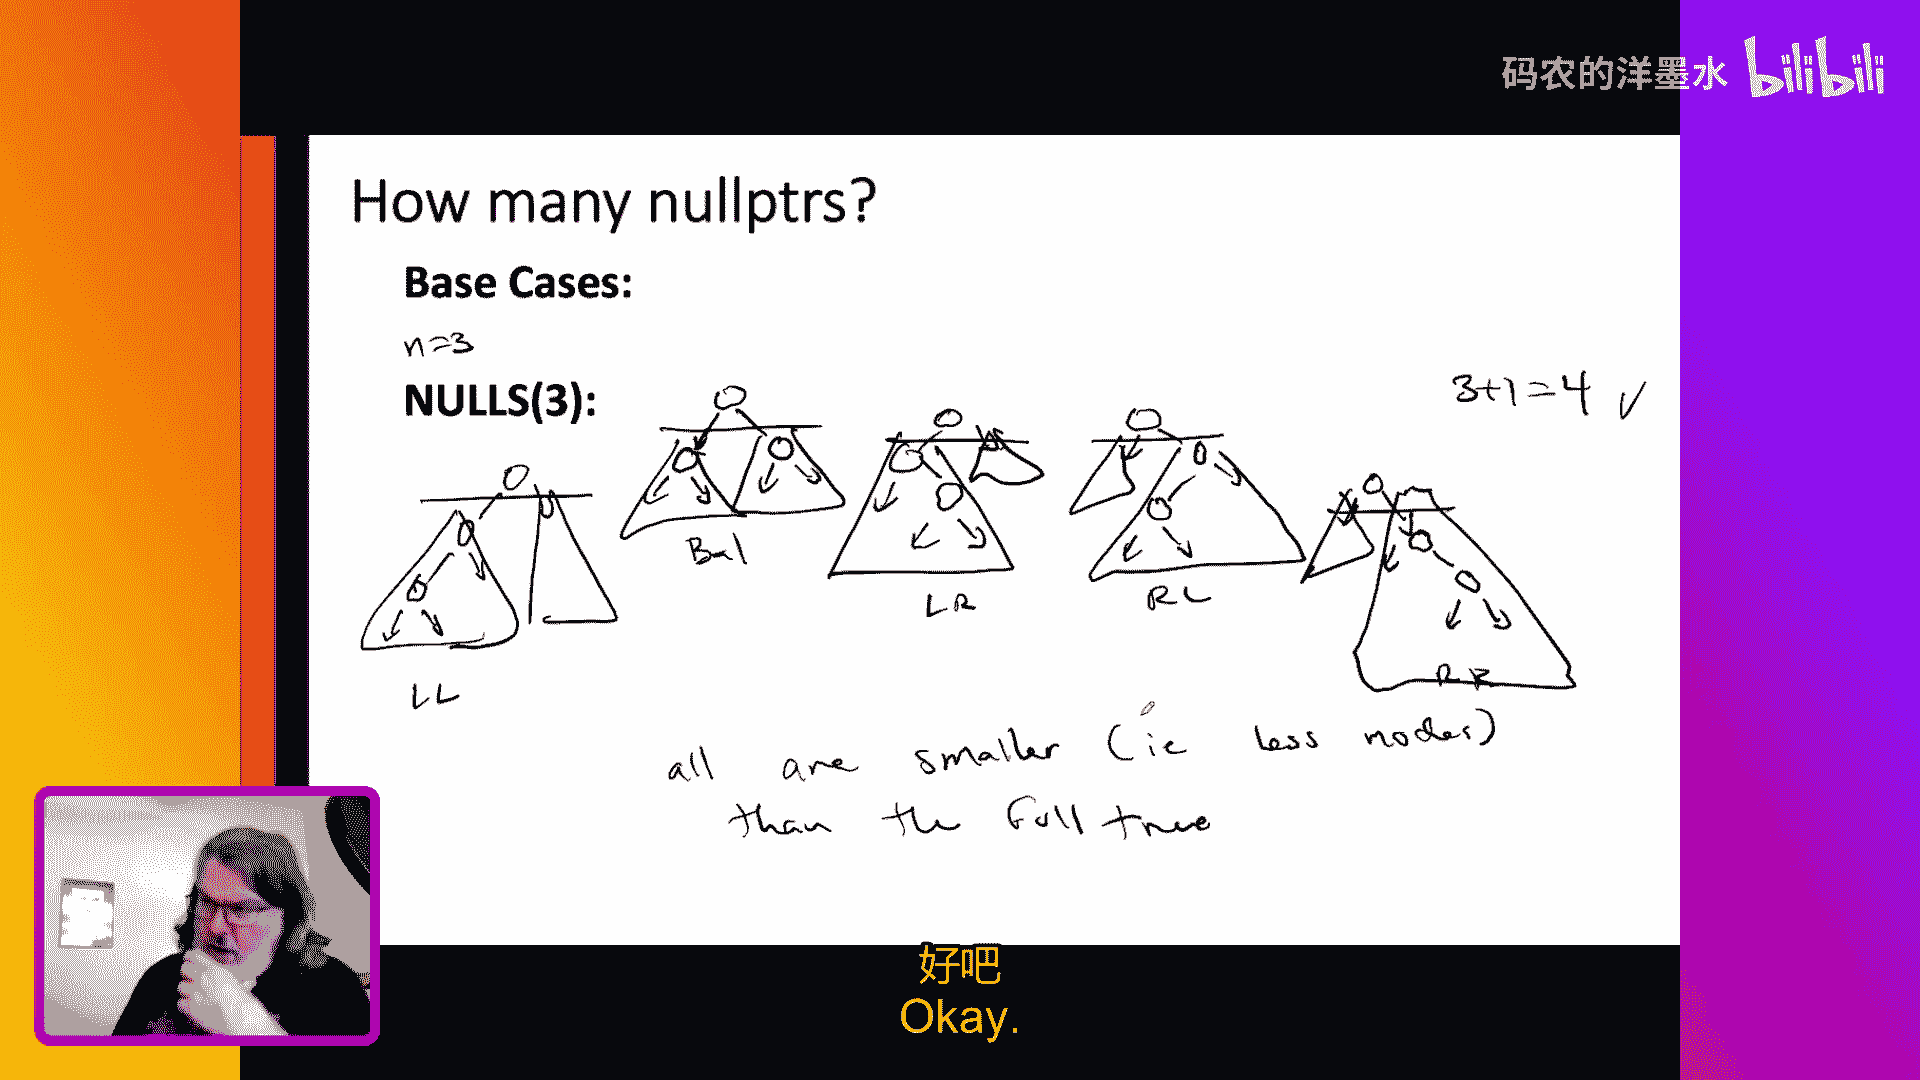 码农的洋墨水 bilibili
How many nullptrs?
Base Cases:
n=3
NULLS(3):
3+1=4 ✓
LL
Bal
LR
RL
RR
all are smaller (ie less nodes)
than the full tree
好吧
Okay.